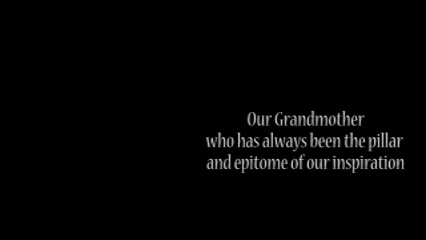 Our Grandmother
who has always been the pillar
and epitome of our inspiration